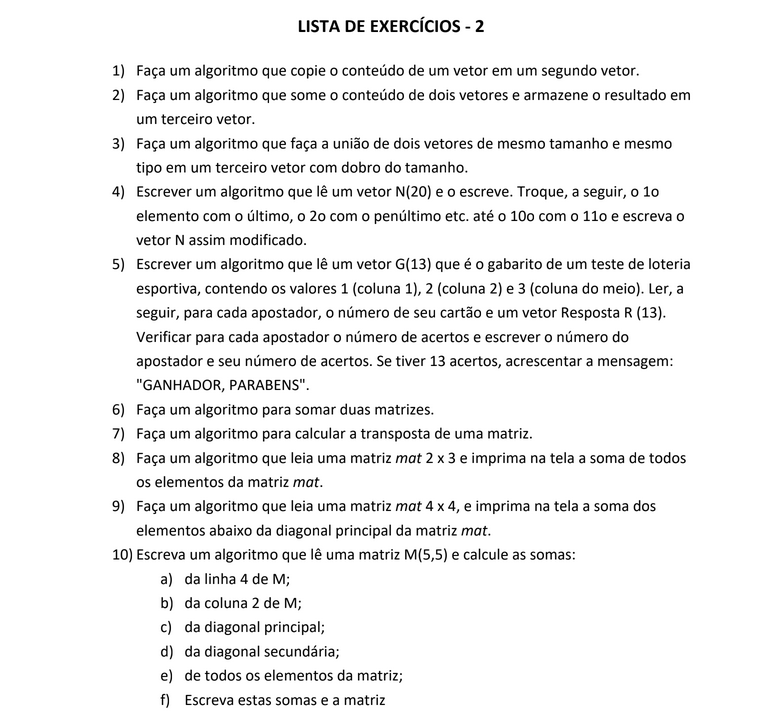 LISTA DE EXERCÍCIOS - 2
1) Faça um algoritmo que copie o conteúdo de um vetor em um segundo vetor.
2) Faça um algoritmo que some o conteúdo de dois vetores e armazene o resultado em
um terceiro vetor.
3) Faça um algoritmo que faça a união de dois vetores de mesmo tamanho e mesmo
tipo em um terceiro vetor com dobro do tamanho.
4) Escrever um algoritmo que lê um vetor N(20) e o escreve. Troque, a seguir, o 1o
elemento com o último, o 2o com o penúltimo etc. até o 10o com o 11o e escreva o
vetor N assim modificado.
5) Escrever um algoritmo que lê um vetor G(13) que é o gabarito de um teste de loteria
esportiva, contendo os valores 1 (coluna 1), 2 (coluna 2) e 3 (coluna do meio). Ler, a
seguir, para cada apostador, o número de seu cartão e um vetor Resposta R (13).
Verificar para cada apostador o número de acertos e escrever o número do
apostador e seu número de acertos. Se tiver 13 acertos, acrescentar a mensagem:
"GANHADOR, PARABENS".
6) Faça um algoritmo para somar duas matrizes.
7) Faça um algoritmo para calcular a transposta de uma matriz.
8) Faça um algoritmo que leia uma matriz mat 2 x 3 e imprima na tela a soma de todos
os elementos da matriz mat.
9) Faça um algoritmo que leia uma matriz mat 4 x 4, e imprima na tela a soma dos
elementos abaixo da diagonal principal da matriz mat.
10) Escreva um algoritmo que lê uma matriz M(5,5) e calcule as somas:
a) da linha 4 de M;
b) da coluna 2 de M;
c) da diagonal principal;
d) da diagonal secundária;
e) de todos os elementos da matriz;
f) Escreva estas somas e a matriz